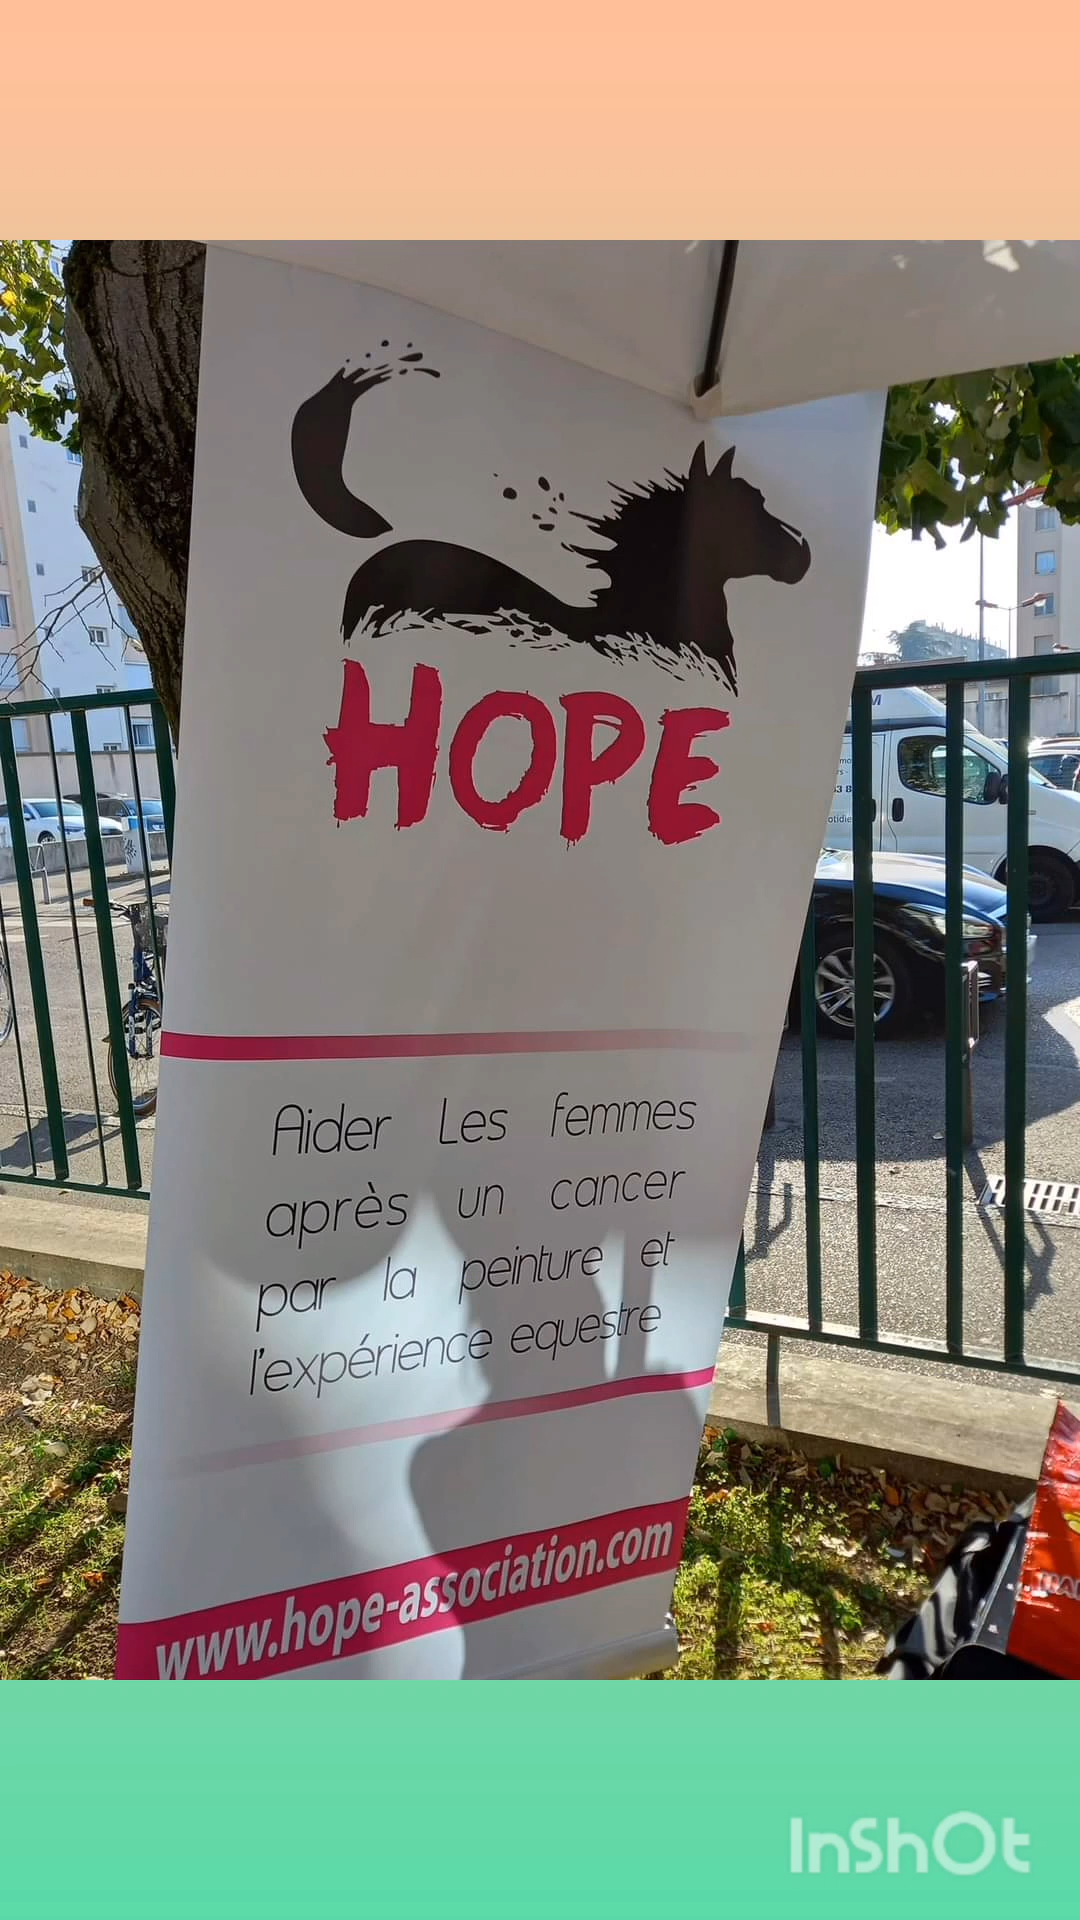 HOPE
Aider Les femmes
après un cancer
par la peinture et
l'expérience equestre
www.hope-association.com
InShOt